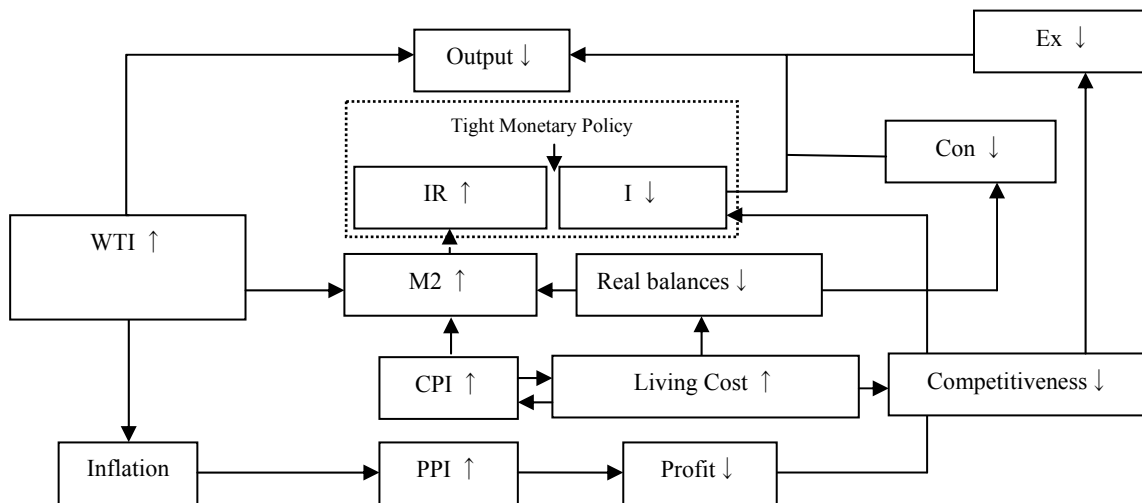 Ex ↓
Output ↓
Tight Monetary Policy
Con ↓
IR ↑
I ↓
WTI ↑
M2 ↑
Real balances ↓
CPI ↑
Living Cost ↑
Competitiveness ↓
Inflation
PPI ↑
Profit ↓